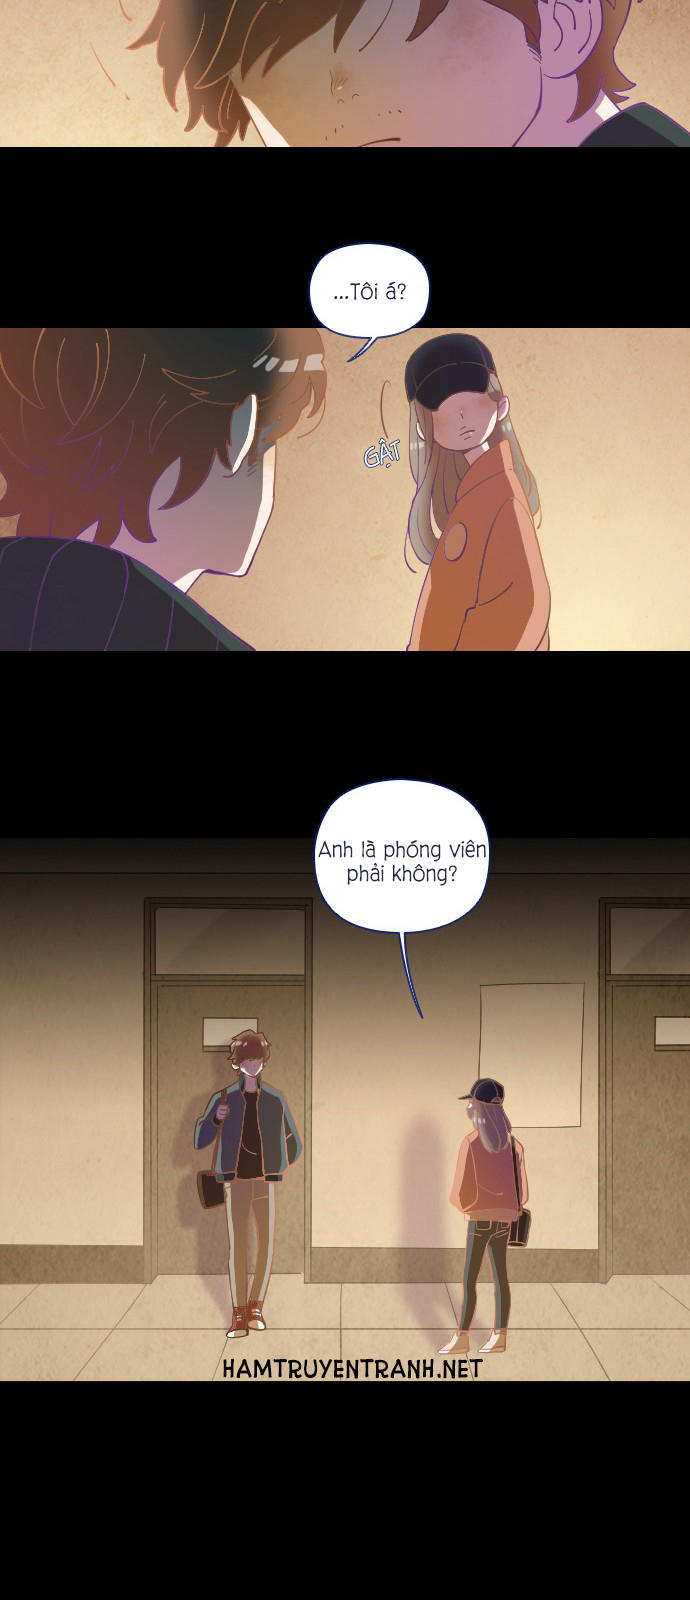 ...Tôi á?
GẬT
Anh là phóng viên
phải không?
HAMTRUYENTRANH.NET